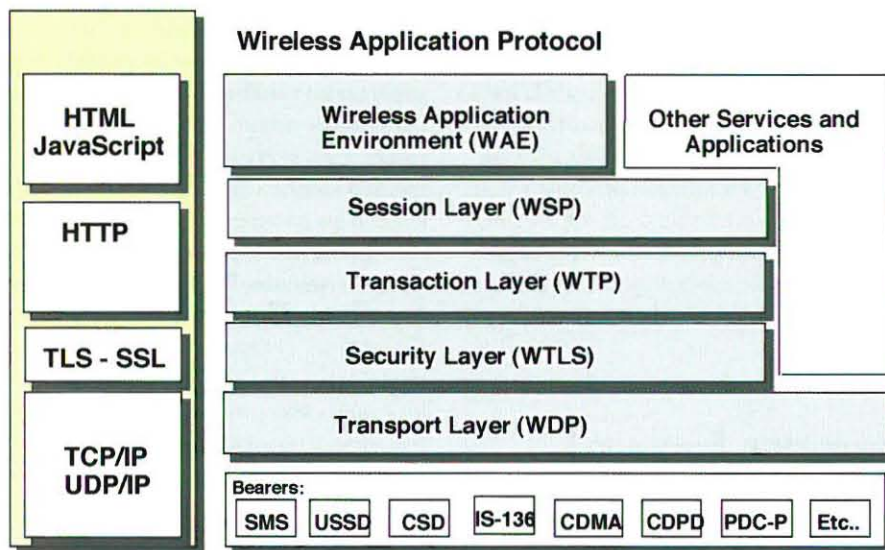 Wireless Application Protocol
HTML
JavaScript
HTTP
TLS - SSL
TCP/IP
UDP/IP
Wireless Application
Environment (WAE)
Other Services and
Applications
Session Layer (WSP)
Transaction Layer (WTP)
Security Layer (WTLS)
Transport Layer (WDP)
Bearers:
SMS
USSD
CSD
IS-136
CDMA
CDPD
PDC-P
Etc..